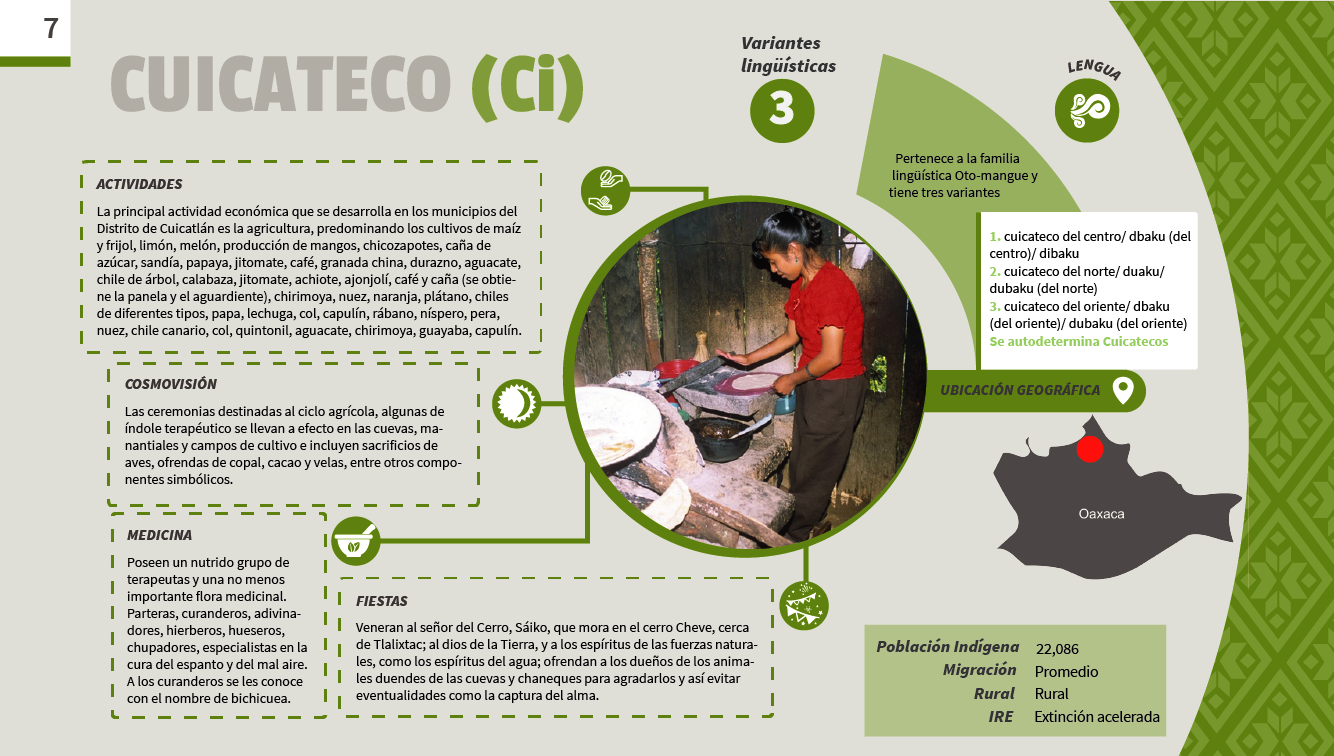 7
CUICATECO (Ci)
Variantes
lingüísticas
3
LENGUA
Pertenece a la familia
lingüística Oto-mangue y
tiene tres variantes
1. cuicateco del centro/ dbaku (del
centro)/ dibaku
2. cuicateco del norte/ duaku/
dubaku (del norte)
3. cuicateco del oriente/ dbaku
(del oriente)/ dubaku (del oriente)
Se autodetermina Cuicatecos
UBICACIÓN GEOGRÁFICA
Oaxaca
ACTIVIDADES
La principal actividad económica que se desarrolla en los municipios del
Distrito de Cuicatlán es la agricultura, predominando los cultivos de maíz
y frijol, limón, melón, producción de mangos, chicozapotes, caña de
azúcar, sandía, papaya, jitomate, café, granada china, durazno, aguacate,
chile de árbol, calabaza, jitomate, achiote, ajonjolí, café y caña (se obtie-
ne la panela y el aguardiente), chirimoya, nuez, naranja, plátano, chiles
de diferentes tipos, papa, lechuga, col, capulín, rábano, níspero, pera,
nuez, chile canario, col, quintonil, aguacate, chirimoya, guayaba, capulín.
COSMOVISIÓN
Las ceremonias destinadas al ciclo agrícola, algunas de
índole terapéutico se llevan a efecto en las cuevas, ma-
nantiales y campos de cultivo e incluyen sacrificios de
aves, ofrendas de copal, cacao y velas, entre otros compo-
nentes simbólicos.
MEDICINA
Poseen un nutrido grupo de
terapeutas y una no menos
importante flora medicinal.
Parteras, curanderos, adivina-
dores, hierberos, hueseros,
chupadores, especialistas en la
cura del espanto y del mal aire.
A los curanderos se les conoce
con el nombre de bichicuea.
FIESTAS
Veneran al señor del Cerro, Sáiko, que mora en el cerro Cheve, cerca
de Tlalixtac; al dios de la Tierra, y a los espíritus de las fuerzas natura-
les, como los espíritus del agua; ofrendan a los dueños de los anima-
les duendes de las cuevas y chaneques para agradarlos y así evitar
eventualidades como la captura del alma.
Población Indígena 22,086
Migración Promedio
Rural Rural
IRE Extinción acelerada